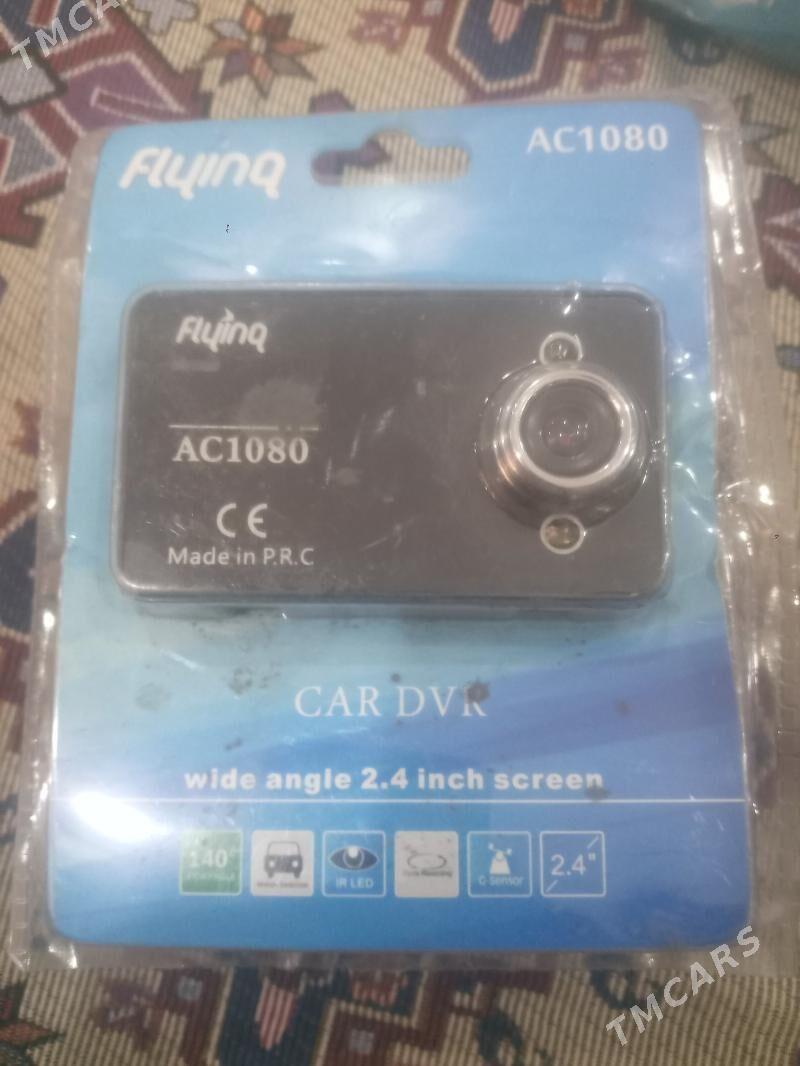 TMCARS
Flying
AC1080
Flying
AC1080
CE
Made in P.R.C
CAR DVR
wide angle 2.4 inch screen
140°
IR LED
G-Sensor
2.4"
TMCARS